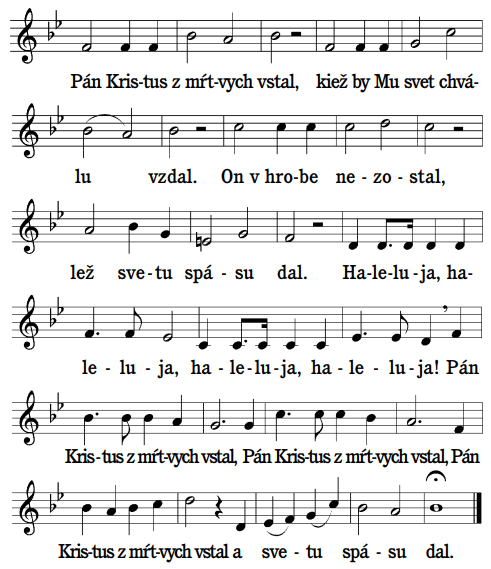 Pán Kris-tus z mŕt-vych vstal, kiež by Mu svet chvá-
lu vzdal. On v hro-be ne - zo - stal,
lež sve - tu spá - su dal. Ha-le-lu - ja, ha-
le - lu - ja, ha-le-lu-ja, ha - le - lu - ja! Pán
Kris-tus z mŕt-vych vstal, Pán Kris-tus z mŕt-vych vstal, Pán
Kris-tus z mŕt-vych vstal a sve - tu spá - su dal.